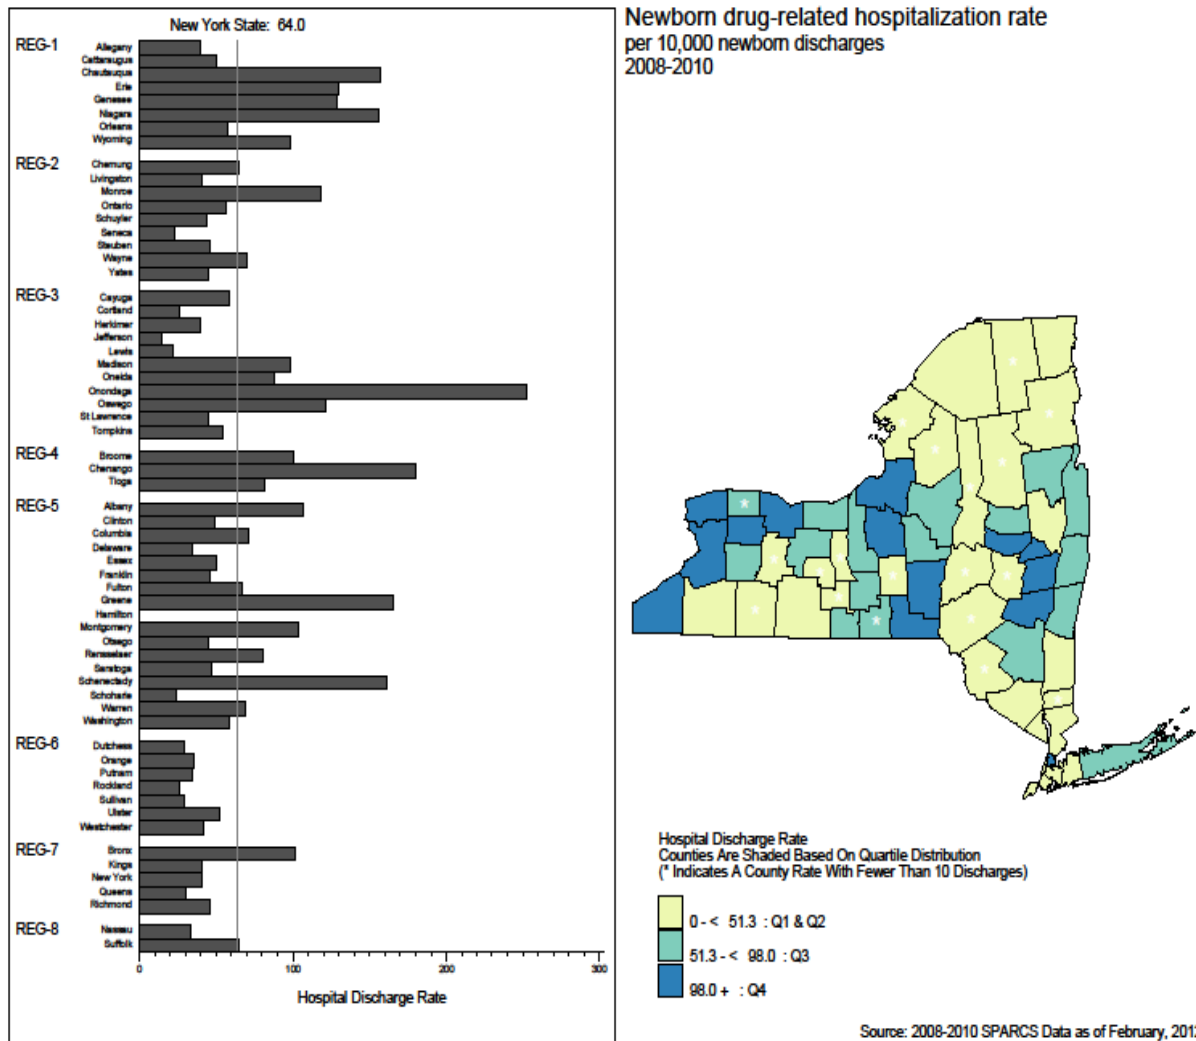 New York State:  64.0
REG-1
Allegany
Cattaraugus
Chautauqua
Erie
Genesee
Niagara
Orleans
Wyoming
REG-2
Chemung
Livingston
Monroe
Ontario
Schuyler
Seneca
Steuben
Wayne
Yates
REG-3
Cayuga
Cortland
Herkimer
Jefferson
Lewis
Madison
Oneida
Onondaga
Oswego
St Lawrence
Tompkins
REG-4
Broome
Chenango
Tioga
REG-5
Albany
Clinton
Columbia
Delaware
Essex
Franklin
Fulton
Greene
Hamilton
Montgomery
Otsego
Rensselaer
Saratoga
Schenectady
Schoharie
Warren
Washington
REG-6
Dutchess
Orange
Putnam
Rockland
Sullivan
Ulster
Westchester
REG-7
Bronx
Kings
New York
Queens
Richmond
REG-8
Nassau
Suffolk
0 100 200 300
Hospital Discharge Rate
Newborn drug-related hospitalization rate
per 10,000 newborn discharges
2008-2010
Hospital Discharge Rate
Counties Are Shaded Based On Quartile Distribution
(* Indicates A County Rate With Fewer Than 10 Discharges)
0 - <  51.3  : Q1 & Q2
51.3 - <  98.0  : Q3
98.0 +  : Q4
Source: 2008-2010 SPARCS Data as of February, 2012